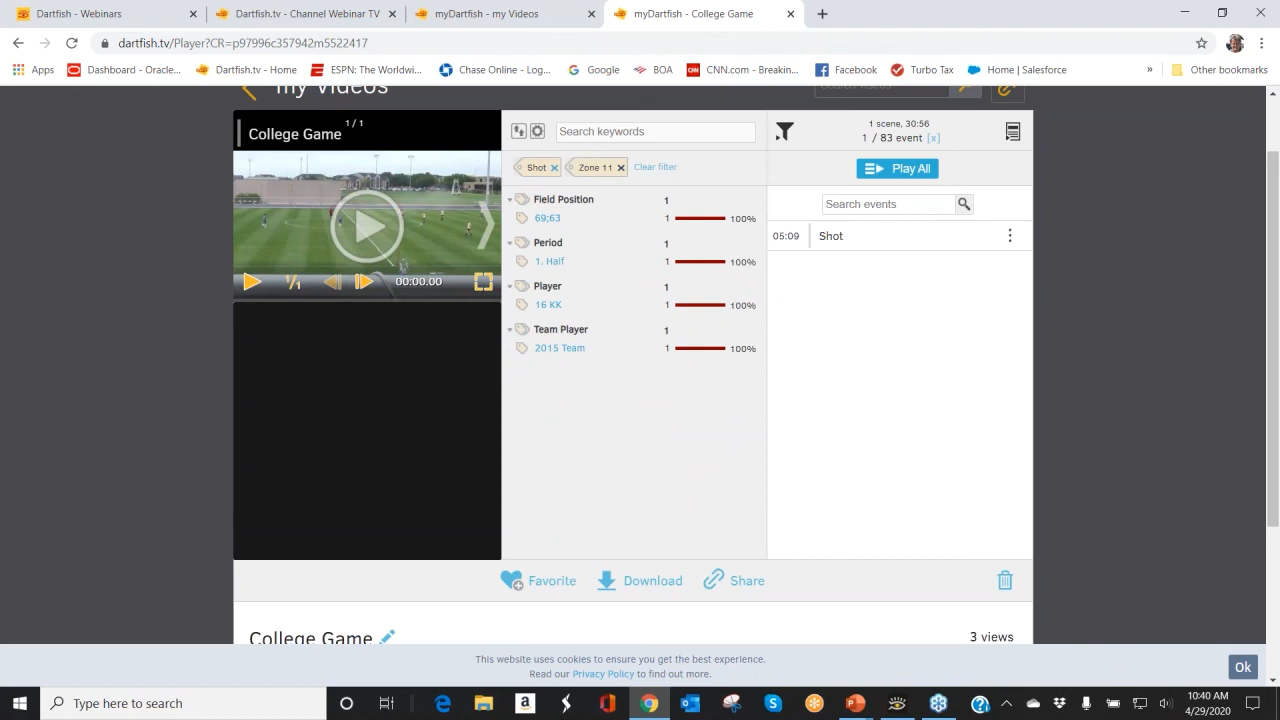 Dartfish - Webinars
Dartfish.tv - Channel Webinar TV
myDartfish - my Videos
myDartfish - College Game
dartfish.tv/Player?CR=p97996c357942m5522417
Apps
Dashboard - Oracle...
Dartfish.tv - Home
ESPN: The Worldwi...
Chase Online - Log...
Google
BOA
CNN.com - Breakin...
Facebook
Turbo Tax
Home | Salesforce
»
Other bookmarks
my Videos
Search videos
College Game
1 / 1
Search keywords
1 scene, 30:56
1 / 83 event [x]
Shot
Zone 11
Clear filter
Play All
Field Position 1
69;63 1 100%
Period 1
1. Half 1 100%
Player 1
16 KK 1 100%
Team Player 1
2015 Team 1 100%
Search events
05:09 Shot
1/1
00:00.00
Favorite
Download
Share
College Game
3 views
This website uses cookies to ensure you get the best experience.
Read our Privacy Policy to find out more.
Ok
Type here to search
10:40 AM
4/29/2020